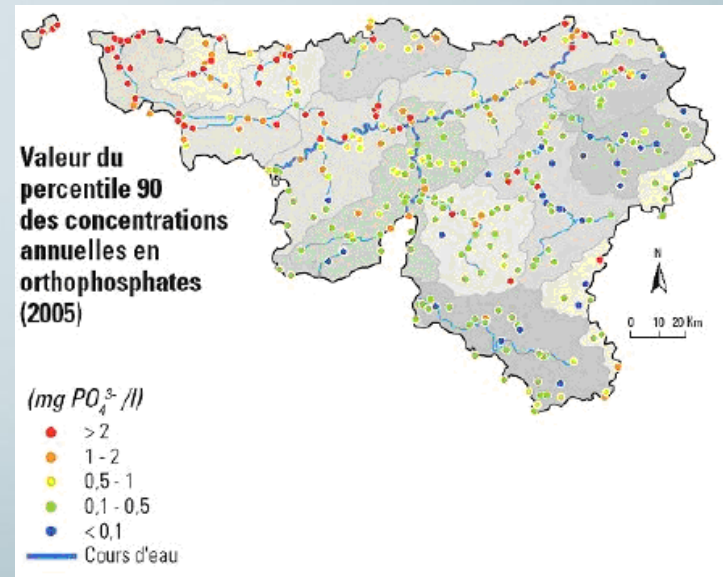 Valeur du
percentile 90
des concentrations
annuelles en
orthophosphates
(2005)
N
0 10 20 Km
(mg PO₄³⁻ /l)
> 2
1 - 2
0,5 - 1
0,1 - 0,5
< 0,1
Cours d'eau